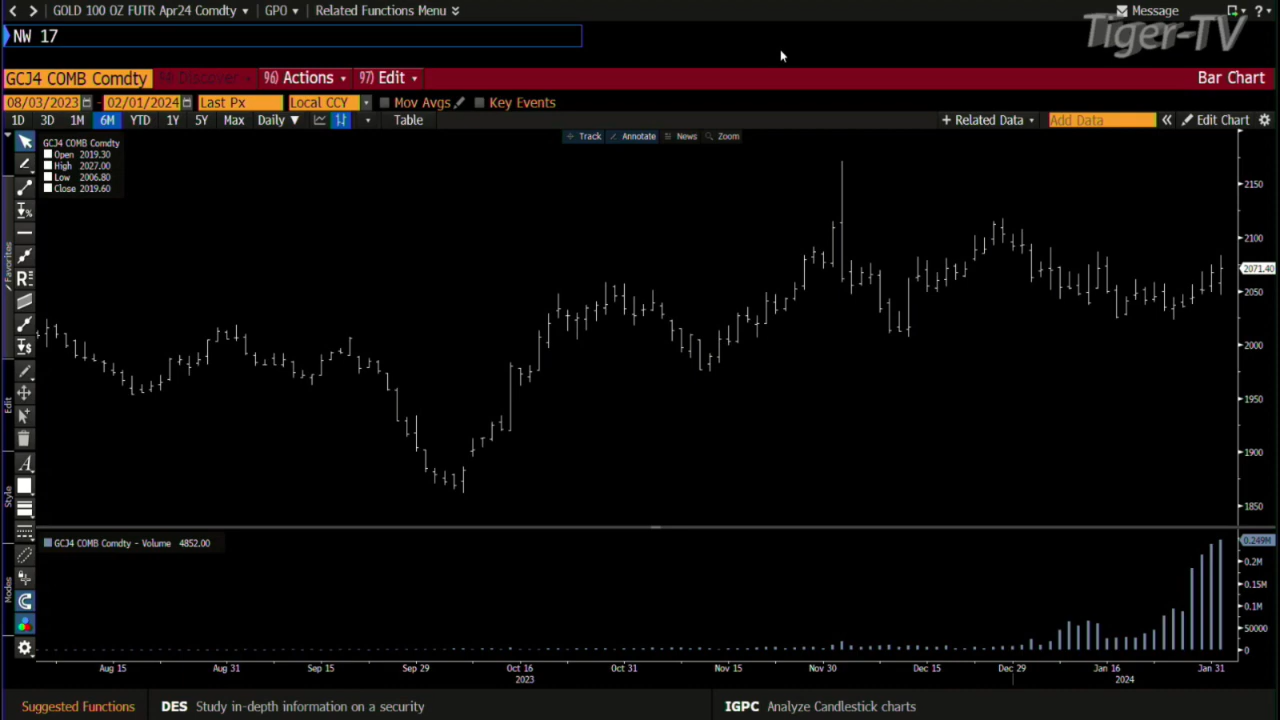 GOLD 100 OZ FUTR Apr24 Comdty GPO Related Functions Menu Message ?
NW 17
Tiger-TV
GCJ4 COMB Comdty 94) Discover 96) Actions 97) Edit Bar Chart
08/03/2023 - 02/01/2024 Last Px Local CCY Mov Avgs Key Events
1D 3D 1M 6M YTD 1Y 5Y Max Daily Table + Related Data Add Data « Edit Chart
Track Annotate News Zoom
GCJ4 COMB Comdty
Open 2019.30
High 2027.00
Low 2006.80
Close 2019.60
2150
2100
2071.40
2050
2000
1950
1900
1850
Favorites
Edit
Style
Modes
GCJ4 COMB Comdty - Volume 4852.00
0.249M
0.2M
0.15M
0.1M
50000
0
Aug 15 Aug 31 Sep 15 Sep 29 Oct 16 Oct 31 Nov 15 Nov 30 Dec 15 Dec 29 Jan 16 Jan 31
2023 2024
Suggested Functions DES Study in-depth information on a security IGPC Analyze Candlestick charts